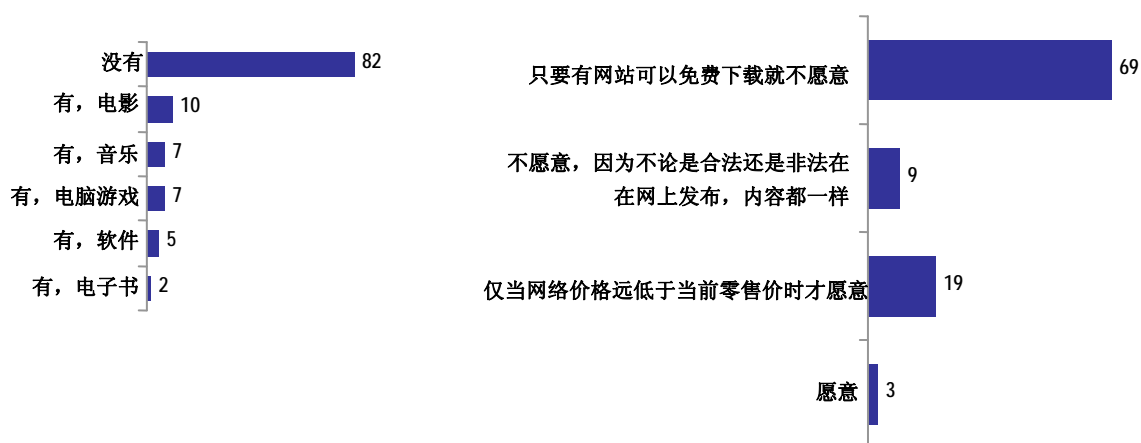 没有 82
有，电影 10
有，音乐 7
有，电脑游戏 7
有，软件 5
有，电子书 2
只要有网站可以免费下载就不愿意 69
不愿意，因为不论是合法还是非法在
在网上发布，内容都一样 9
仅当网络价格远低于当前零售价时才愿意 19
愿意 3